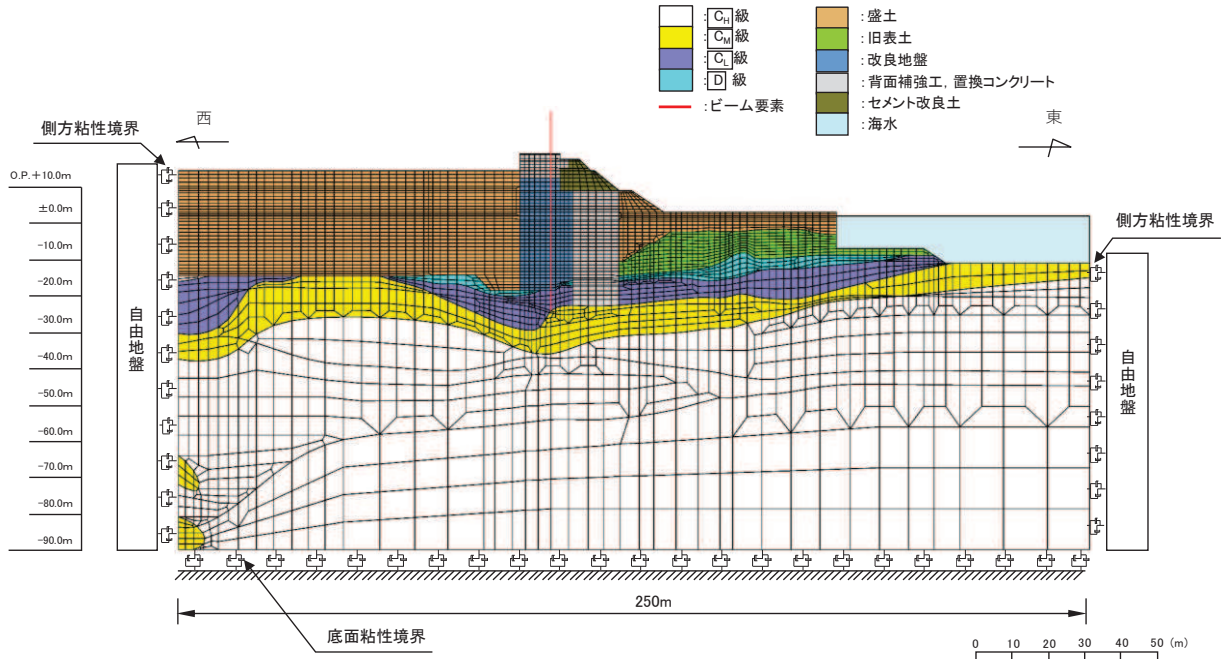 :CH級
:CM級
:CL級
:D 級
:ビーム要素
:盛土
:旧表土
:改良地盤
:背面補強工，置換コンクリート
:セメント改良土
:海水
西
東
側方粘性境界
側方粘性境界
O.P.+10.0m
±0.0m
-10.0m
-20.0m
-30.0m
-40.0m
-50.0m
-60.0m
-70.0m
-80.0m
-90.0m
自由地盤
自由地盤
250m
底面粘性境界
0 10 20 30 40 50 (m)